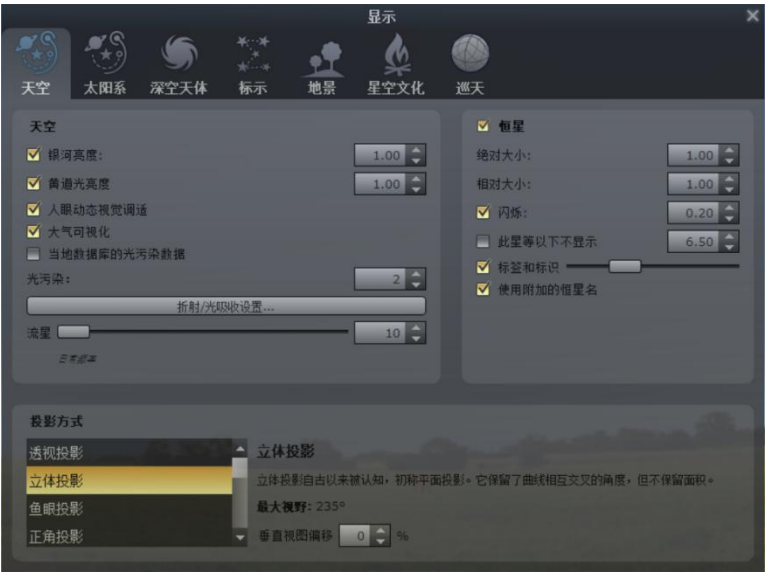 显示
天空 太阳系 深空天体 标示 地景 星空文化 巡天
天空
银河亮度: 1.00
黄道光亮度 1.00
人眼动态视觉调适
大气可视化
当地数据库的光污染数据
光污染: 2
折射/光吸收设置...
流星 10
日常频率
恒星
绝对大小: 1.00
相对大小: 1.00
闪烁: 0.20
此星等以下不显示 6.50
标签和标识
使用附加的恒星名
投影方式
透视投影
立体投影
鱼眼投影
正角投影
立体投影
立体投影自古以来被认知，初称平面投影。它保留了曲线相互交叉的角度，但不保留面积。
最大视野: 235°
垂直视图偏移 0 %